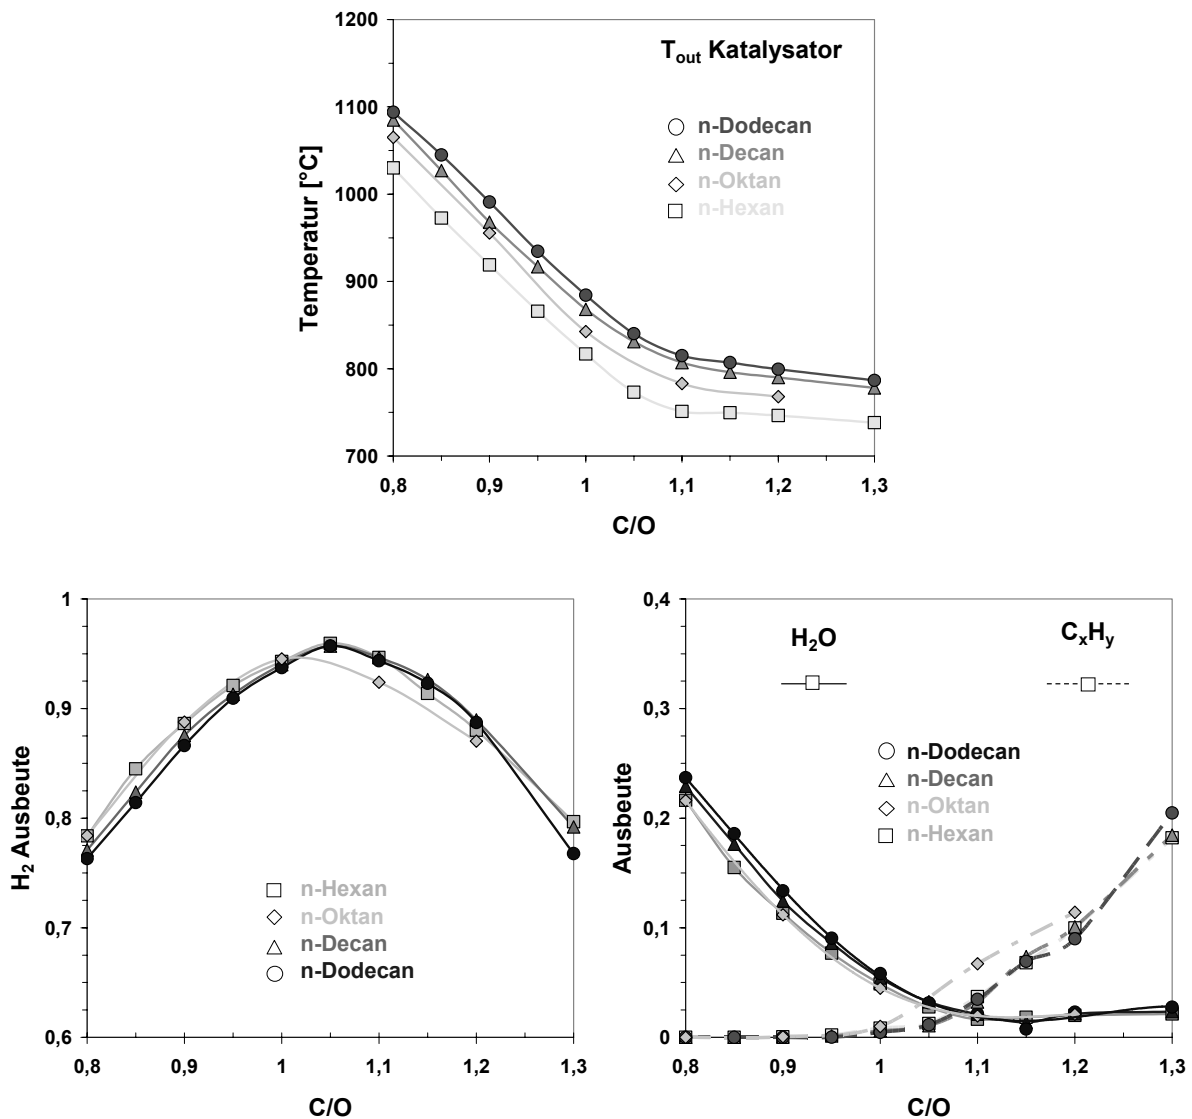 1200
1100
1000
900
800
700
Temperatur [°C]
T_out Katalysator
n-Dodecan
n-Decan
n-Oktan
n-Hexan
0,8 0,9 1 1,1 1,2 1,3
C/O
1
0,9
0,8
0,7
0,6
H₂ Ausbeute
n-Hexan
n-Oktan
n-Decan
n-Dodecan
0,8 0,9 1 1,1 1,2 1,3
C/O
0,4
0,3
0,2
0,1
0
Ausbeute
H₂O CₓHᵧ
n-Dodecan
n-Decan
n-Oktan
n-Hexan
0,8 0,9 1 1,1 1,2 1,3
C/O